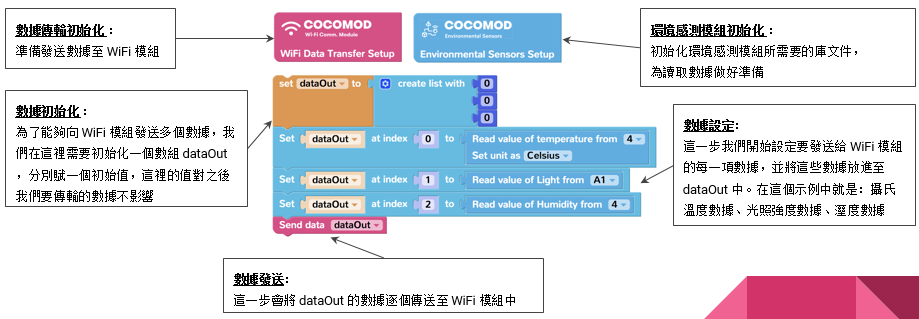 數據傳輸初始化：
準備發送數據至 WiFi 模組
COCOMOD
Wi-Fi Comm. Module
WiFi Data Transfer Setup
COCOMOD
Environmental Sensors
Environmental Sensors Setup
環境感測模組初始化：
初始化環境感測模組所需要的庫文件，
為讀取數據做好準備
數據初始化：
為了能夠向 WiFi 模組發送多個數據，我
們在這裡需要初始化一個數組 dataOut
，分別賦一個初始值，這裡的值對之後
我們要傳輸的數據不影響
set dataOut to create list with 0
0
0
Set dataOut at index 0 to Read value of temperature from 4
Set unit as Celsius
Set dataOut at index 1 to Read value of Light from A1
Set dataOut at index 2 to Read value of Humidity from 4
Send data dataOut
數據設定:
這一步我們開始設定要發送給 WiFi 模組
的每一項數據，並將這些數據放進至
dataOut 中。在這個示例中就是：攝氏
溫度數據、光照強度數據、溼度數據
數據發送:
這一步會將 dataOut 的數據逐個傳送至 WiFi 模組中